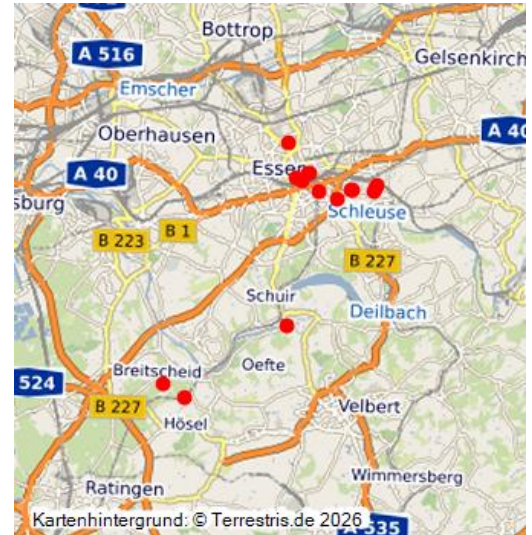 Bottrop
A 516
Gelsenkirch
Emscher
Oberhausen
A 40
Essen
A 40
sburg
Schleuse
B 223
B 1
B 227
Schuir
Deilbach
Oefte
Breitscheid
524
B 227
Velbert
Hösel
Wimmersberg
Ratingen
Kartenhintergrund: © Terrestris.de 2026
A 535